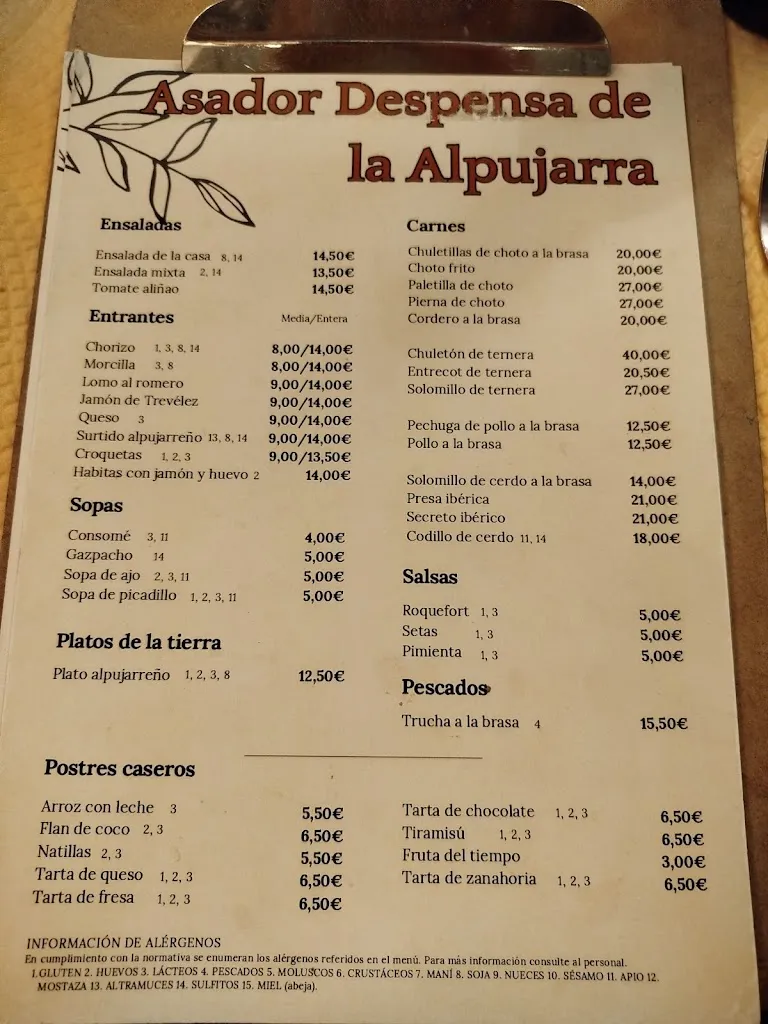 Asador Despensa de
la Alpujarra
Ensaladas
Ensalada de la casa 8, 14 14,50€
Ensalada mixta 2, 14 13,50€
Tomate aliñao 14,50€
Entrantes Media/Entera
Chorizo 1, 3, 8, 14 8,00/14,00€
Morcilla 3, 8 8,00/14,00€
Lomo al romero 9,00/14,00€
Jamón de Trevélez 9,00/14,00€
Queso 3 9,00/14,00€
Surtido alpujarreño 13, 8, 14 9,00/14,00€
Croquetas 1, 2, 3 9,00/13,50€
Habitas con jamón y huevo 2 14,00€
Sopas
Consomé 3, 11 4,00€
Gazpacho 14 5,00€
Sopa de ajo 2, 3, 11 5,00€
Sopa de picadillo 1, 2, 3, 11 5,00€
Platos de la tierra
Plato alpujarreño 1, 2, 3, 8 12,50€
Carnes
Chuletillas de choto a la brasa 20,00€
Choto frito 20,00€
Paletilla de choto 27,00€
Pierna de choto 27,00€
Cordero a la brasa 20,00€
Chuletón de ternera 40,00€
Entrecot de ternera 20,50€
Solomillo de ternera 27,00€
Pechuga de pollo a la brasa 12,50€
Pollo a la brasa 12,50€
Solomillo de cerdo a la brasa 14,00€
Presa ibérica 21,00€
Secreto ibérico 21,00€
Codillo de cerdo 11, 14 18,00€
Salsas
Roquefort 1, 3 5,00€
Setas 1, 3 5,00€
Pimienta 1, 3 5,00€
Pescados
Trucha a la brasa 4 15,50€
Postres caseros
Arroz con leche 3 5,50€
Flan de coco 2, 3 6,50€
Natillas 2, 3 5,50€
Tarta de queso 1, 2, 3 6,50€
Tarta de fresa 1, 2, 3 6,50€
Tarta de chocolate 1, 2, 3 6,50€
Tiramisú 1, 2, 3 6,50€
Fruta del tiempo 3,00€
Tarta de zanahoria 1, 2, 3 6,50€
INFORMACIÓN DE ALÉRGENOS
En cumplimiento con la normativa se enumeran los alérgenos referidos en el menú. Para más información consulte al personal.
1.GLUTEN 2. HUEVOS 3. LÁCTEOS 4. PESCADOS 5. MOLUSCOS 6. CRUSTÁCEOS 7. MANÍ 8. SOJA 9. NUECES 10. SÉSAMO 11. APIO 12.
MOSTAZA 13. ALTRAMUCES 14. SULFITOS 15. MIEL (abeja).